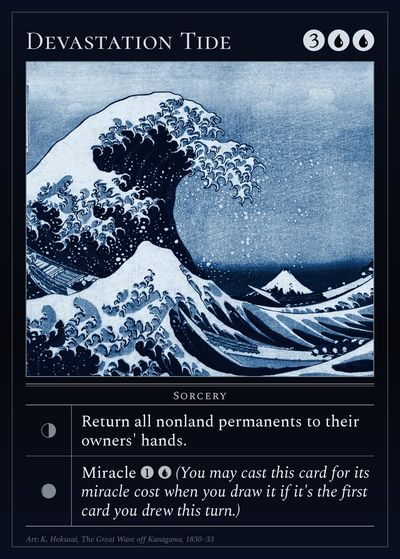 Devastation Tide 3
Sorcery
Return all nonland permanents to their
owners' hands.
Miracle 1 (You may cast this card for its
miracle cost when you draw it if it's the first
card you drew this turn.)
Art: K. Hokusai, The Great Wave off Kanagawa, 1830–33